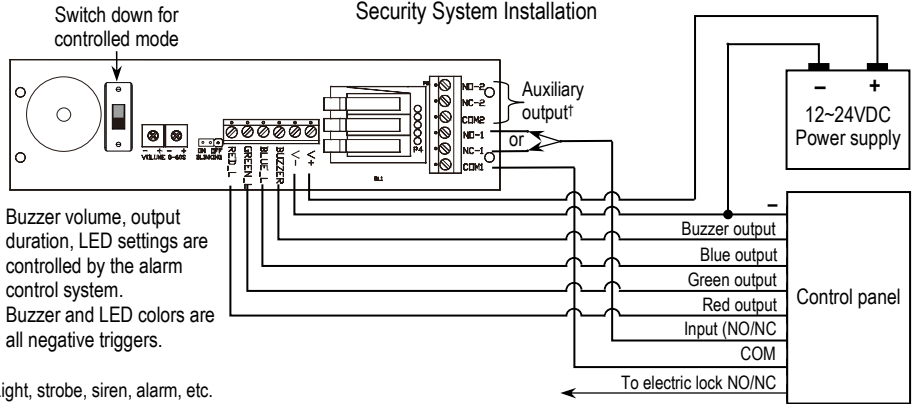 Security System Installation
Switch down for
controlled mode
NO-2
NC-2
COM2
NO-1
NC-1
COM1
Auxiliary
output†
or
–
+
12~24VDC
Power supply
- +
- +
VOLUME 0-60S
ON OFF
BLINKING
RED_L
GREEN_L
BLUE_L
BUZZER
V-
V+
P4
Buzzer volume, output
duration, LED settings are
controlled by the alarm
control system.
Buzzer and LED colors are
all negative triggers.
–
Buzzer output
Blue output
Green output
Red output
Input (NO/NC
COM
Control panel
To electric lock NO/NC
Light, strobe, siren, alarm, etc.